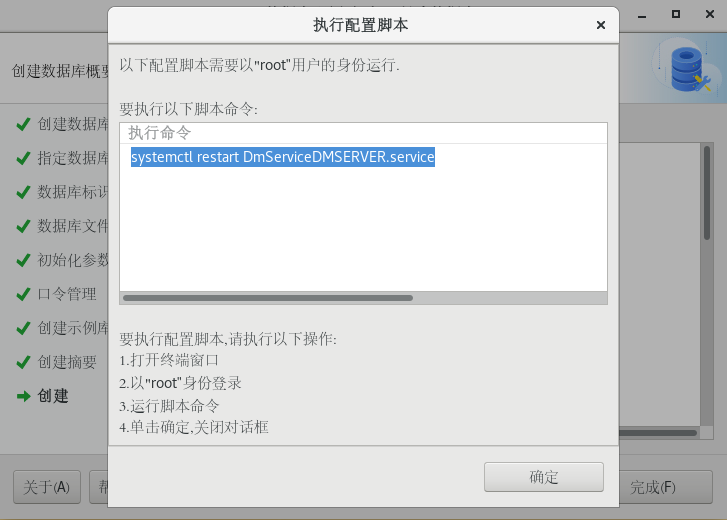 执行配置脚本
创建数据库概要
创建数据库
指定数据库
数据库标识
数据库文件
初始化参数
口令管理
创建示例库
创建摘要
创建
以下配置脚本需要以"root"用户的身份运行.
要执行以下脚本命令:
执行命令
systemctl restart DmServiceDMSERVER.service
要执行配置脚本,请执行以下操作:
1.打开终端窗口
2.以"root"身份登录
3.运行脚本命令
4.单击确定,关闭对话框
确定
关于(A)
完成(F)